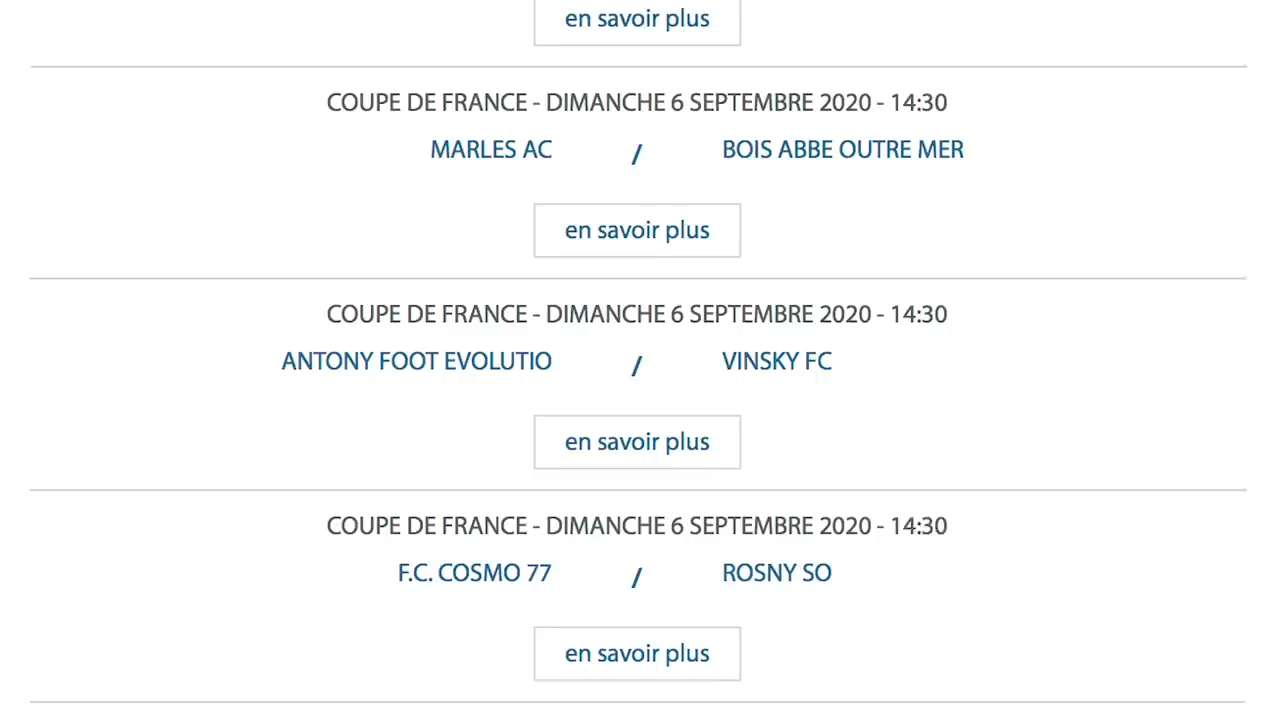 en savoir plus
COUPE DE FRANCE - DIMANCHE 6 SEPTEMBRE 2020 - 14:30
MARLES AC / BOIS ABBE OUTRE MER
en savoir plus
COUPE DE FRANCE - DIMANCHE 6 SEPTEMBRE 2020 - 14:30
ANTONY FOOT EVOLUTIO / VINSKY FC
en savoir plus
COUPE DE FRANCE - DIMANCHE 6 SEPTEMBRE 2020 - 14:30
F.C. COSMO 77 / ROSNY SO
en savoir plus